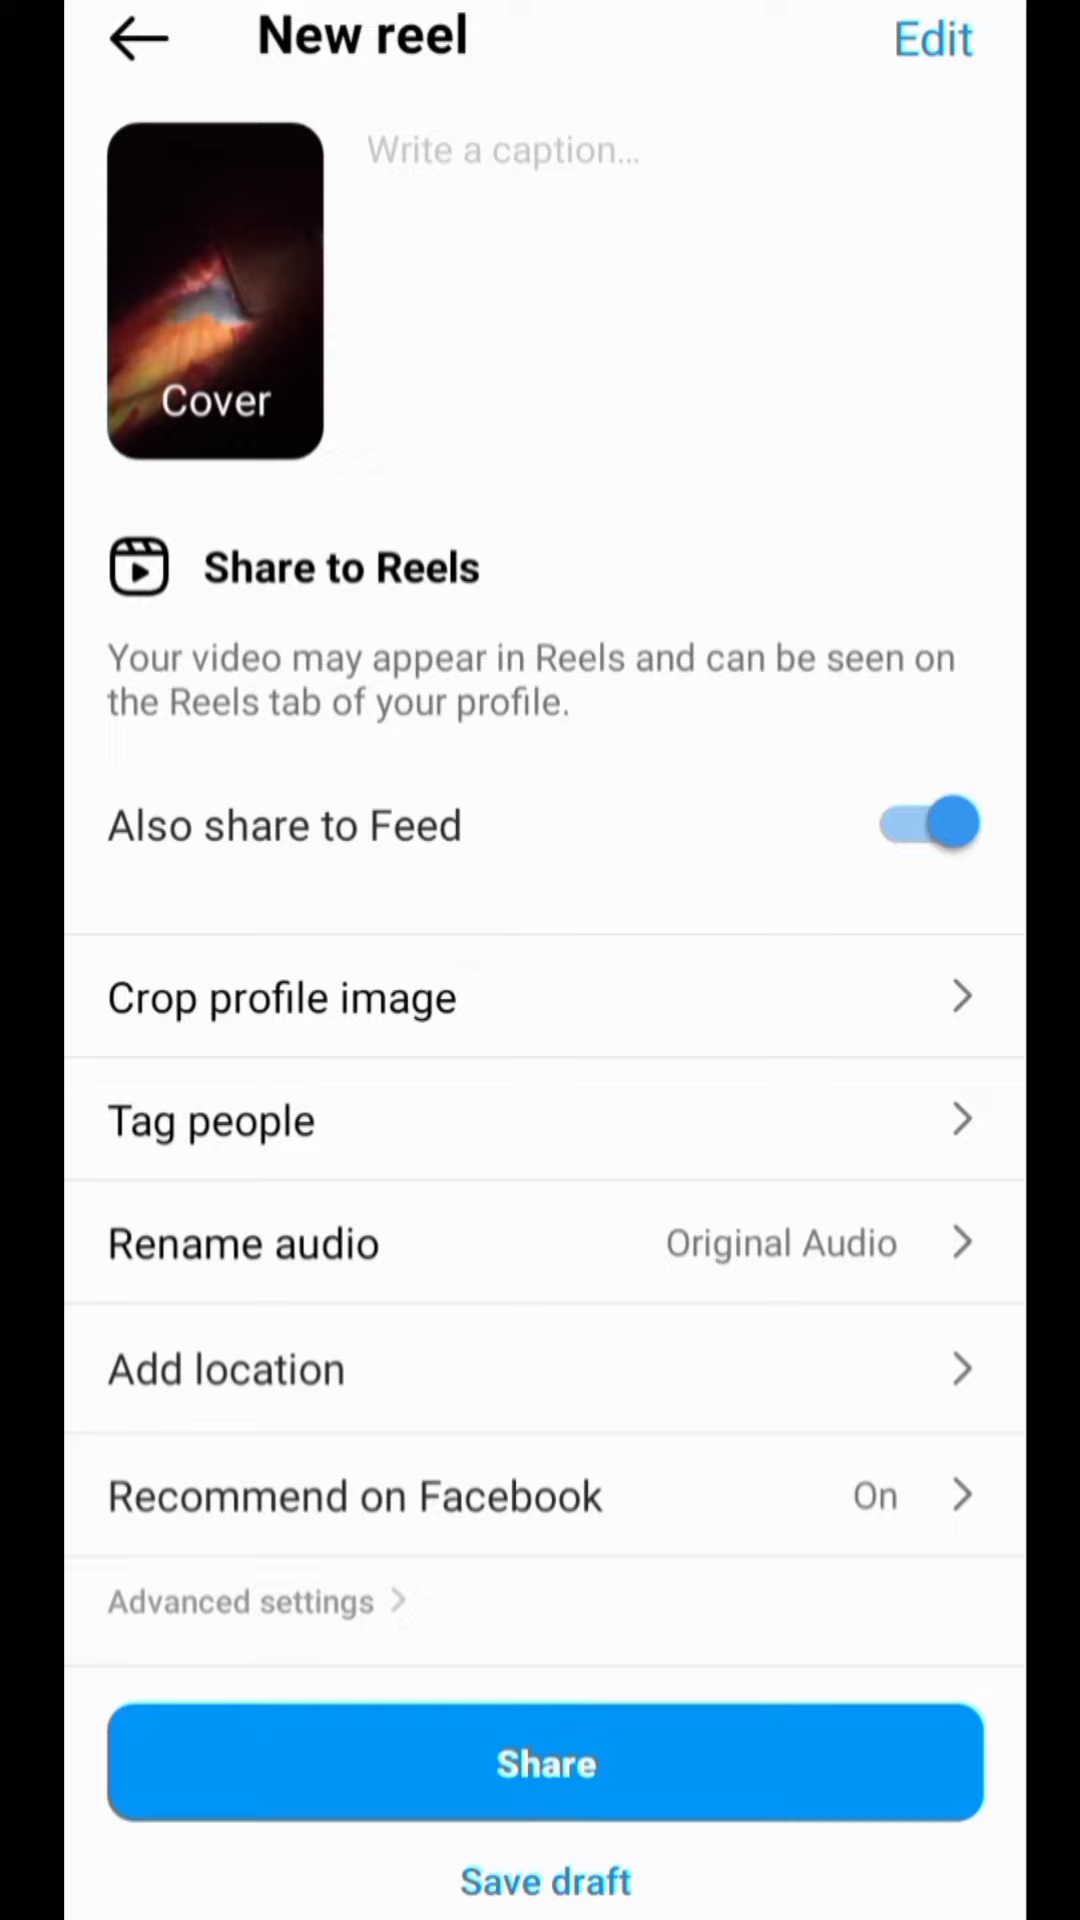 New reel
Edit
Write a caption...
Cover
Share to Reels
Your video may appear in Reels and can be seen on
the Reels tab of your profile.
Also share to Feed
Crop profile image
Tag people
Rename audio Original Audio
Add location
Recommend on Facebook On
Advanced settings
Share
Save draft